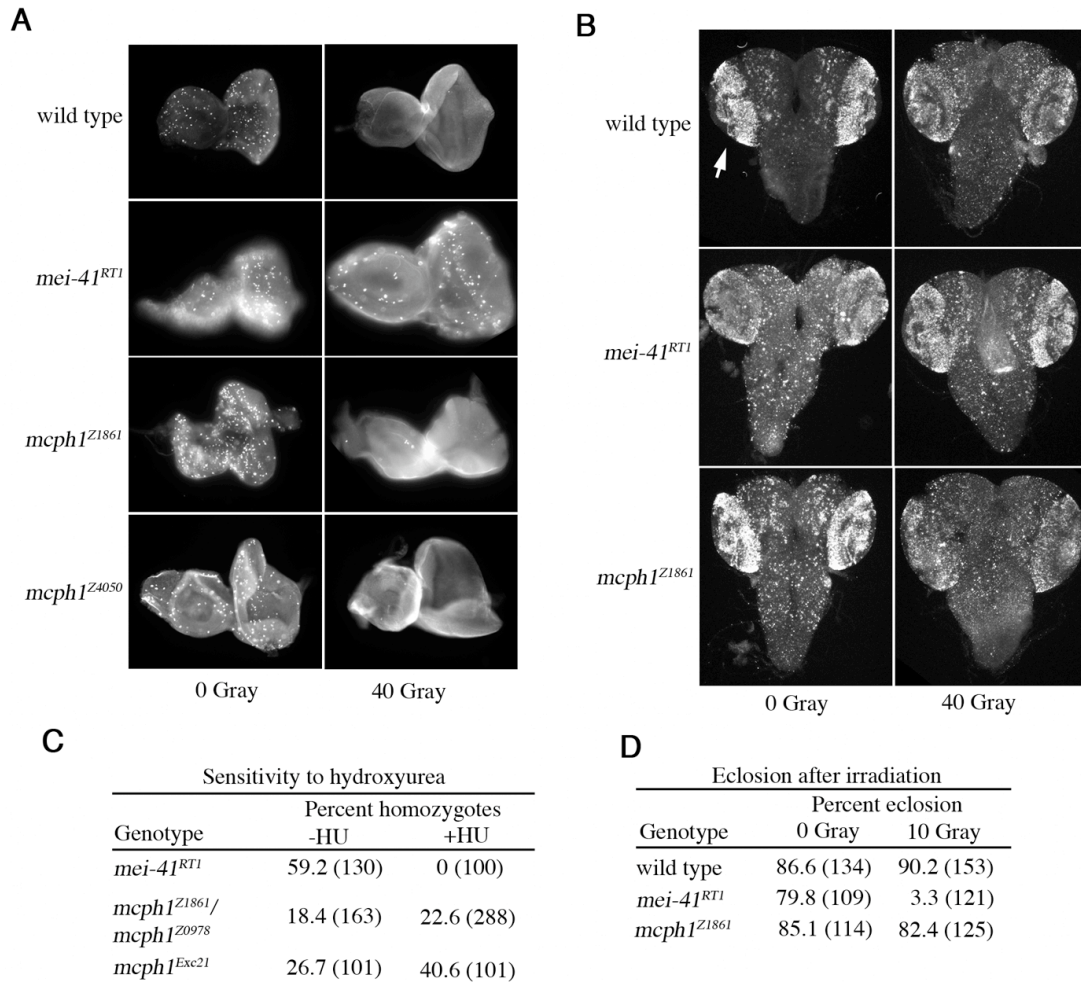 A
wild type
mei-41RT1
mcph1Z1861
mcph1Z4050
0 Gray 40 Gray
B
wild type
mei-41RT1
mcph1Z1861
0 Gray 40 Gray
C
Sensitivity to hydroxyurea
Percent homozygotes
Genotype -HU +HU
mei-41RT1 59.2 (130) 0 (100)
mcph1Z1861/ 18.4 (163) 22.6 (288)
mcph1Z0978
mcph1Exc21 26.7 (101) 40.6 (101)
D
Eclosion after irradiation
Percent eclosion
Genotype 0 Gray 10 Gray
wild type 86.6 (134) 90.2 (153)
mei-41RT1 79.8 (109) 3.3 (121)
mcph1Z1861 85.1 (114) 82.4 (125)